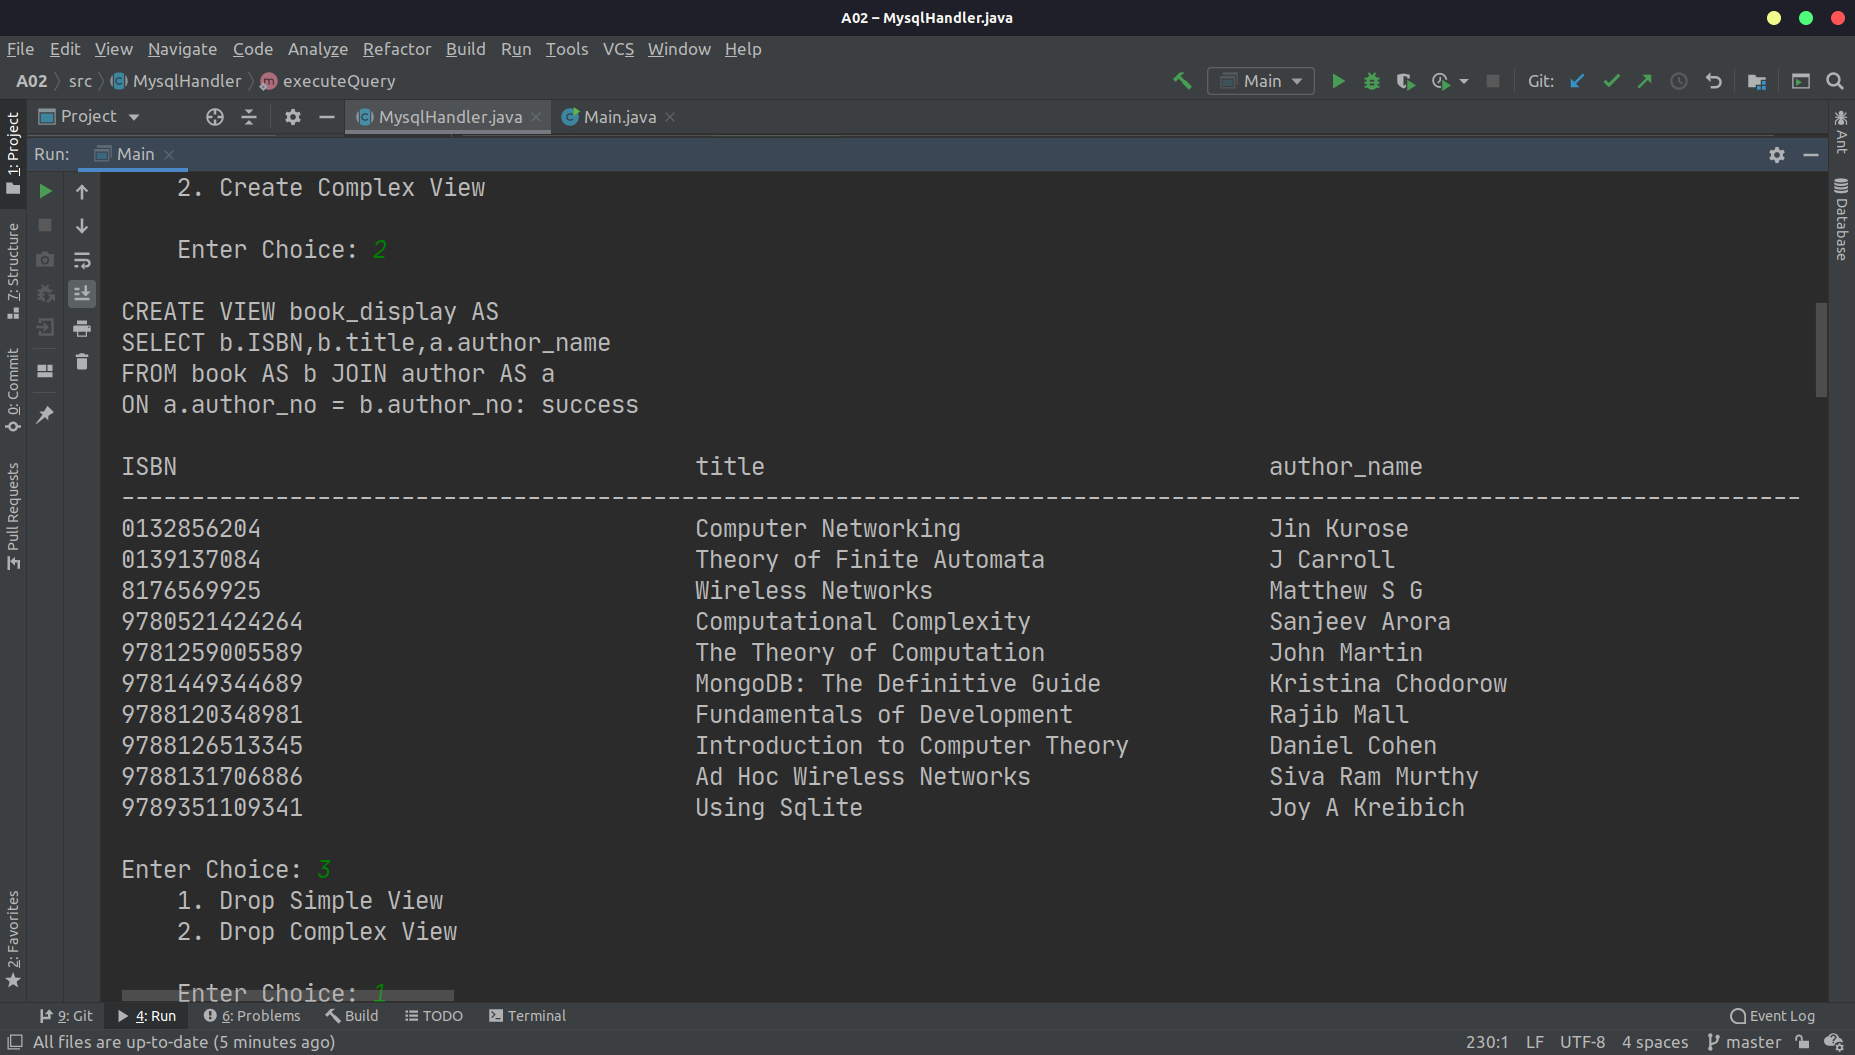 A02 – MysqlHandler.java
File Edit View Navigate Code Analyze Refactor Build Run Tools VCS Window Help
A02 src MysqlHandler executeQuery Main Git:
Project MysqlHandler.java Main.java
Run: Main
1: Project
7: Structure
0: Commit
Pull Requests
2: Favorites
Ant
Database
2. Create Complex View
Enter Choice: 2
CREATE VIEW book_display AS
SELECT b.ISBN,b.title,a.author_name
FROM book AS b JOIN author AS a
ON a.author_no = b.author_no: success
ISBN title author_name
------------------------------------------------------------------------------------------------------------------------
0132856204 Computer Networking Jin Kurose
0139137084 Theory of Finite Automata J Carroll
8176569925 Wireless Networks Matthew S G
9780521424264 Computational Complexity Sanjeev Arora
9781259005589 The Theory of Computation John Martin
9781449344689 MongoDB: The Definitive Guide Kristina Chodorow
9788120348981 Fundamentals of Development Rajib Mall
9788126513345 Introduction to Computer Theory Daniel Cohen
9788131706886 Ad Hoc Wireless Networks Siva Ram Murthy
9789351109341 Using Sqlite Joy A Kreibich
Enter Choice: 3
1. Drop Simple View
2. Drop Complex View
Enter Choice: 1
9: Git 4: Run 6: Problems Build TODO Terminal Event Log
All files are up-to-date (5 minutes ago) 230:1 LF UTF-8 4 spaces master